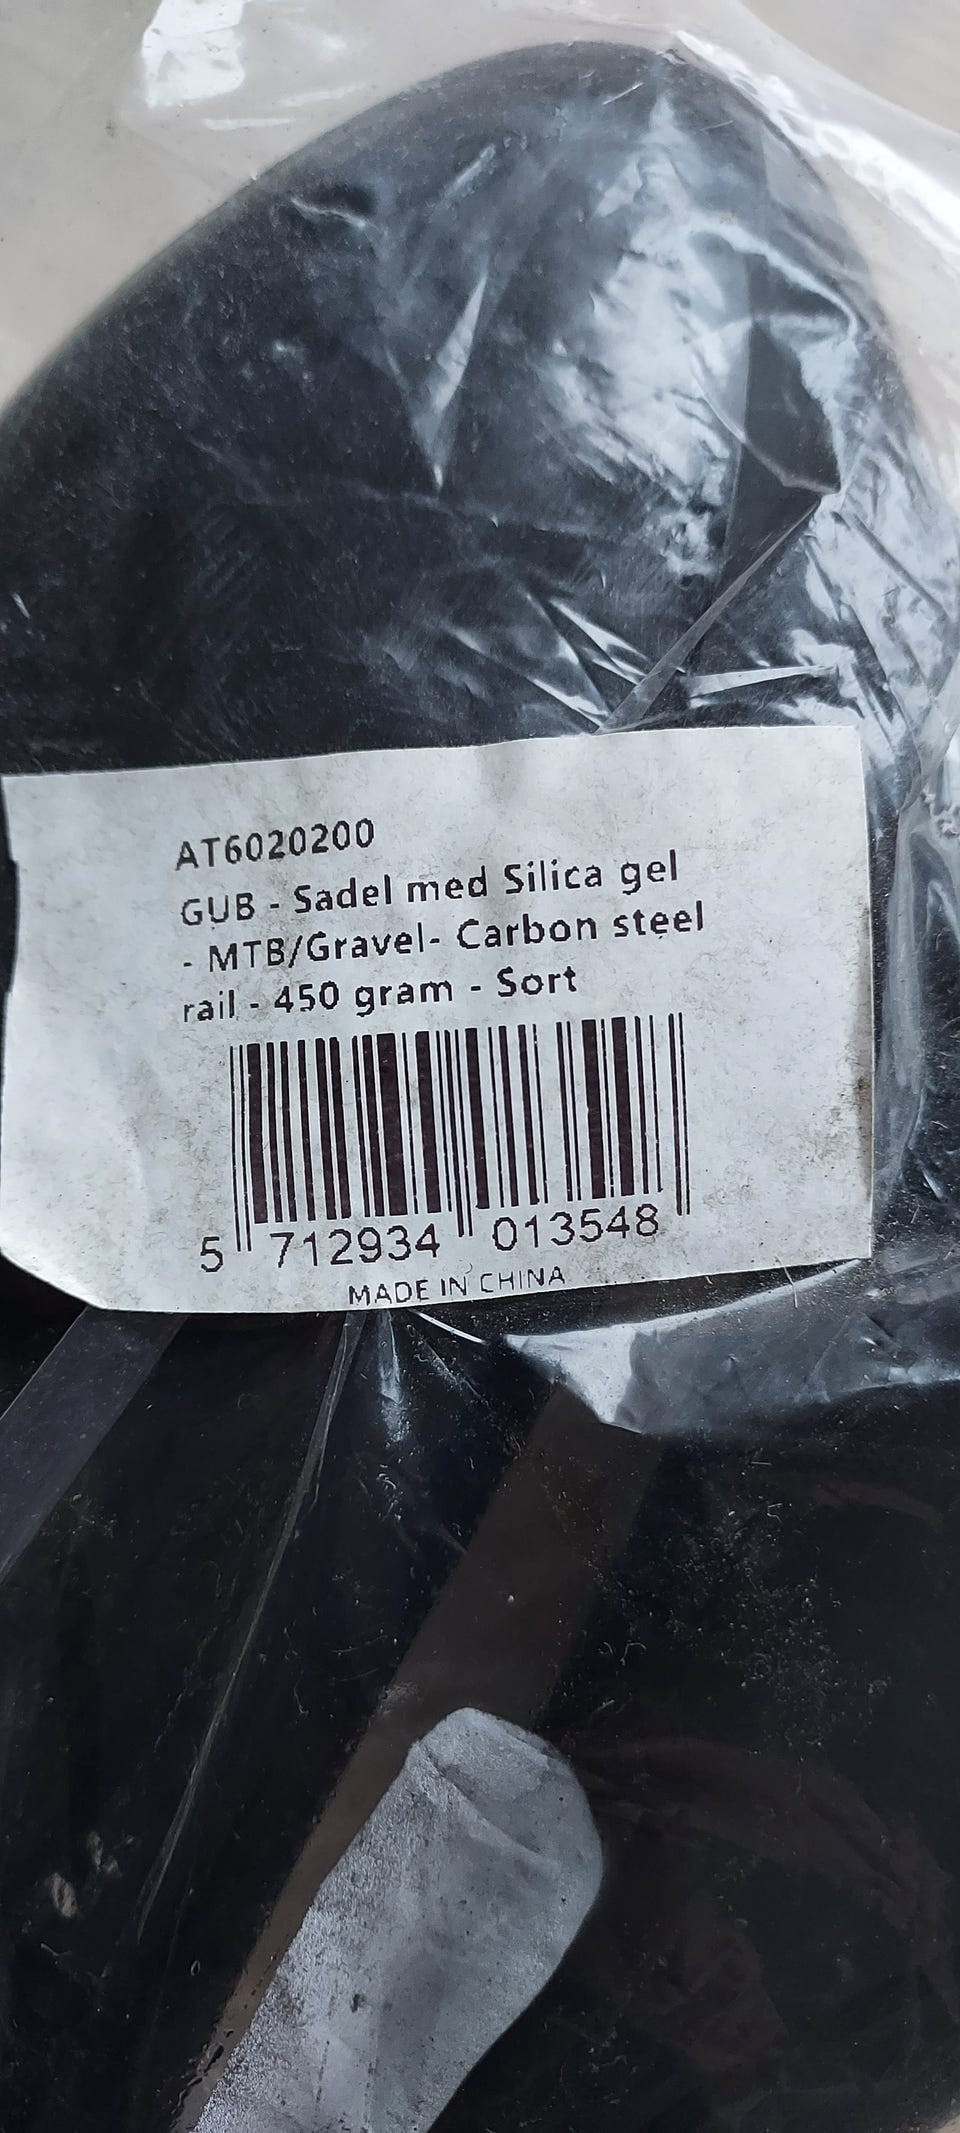 AT6020200
GUB - Sadel med Silica gel
- MTB/Gravel- Carbon steel
rail - 450 gram - Sort
5 712934 013548
MADE IN CHINA